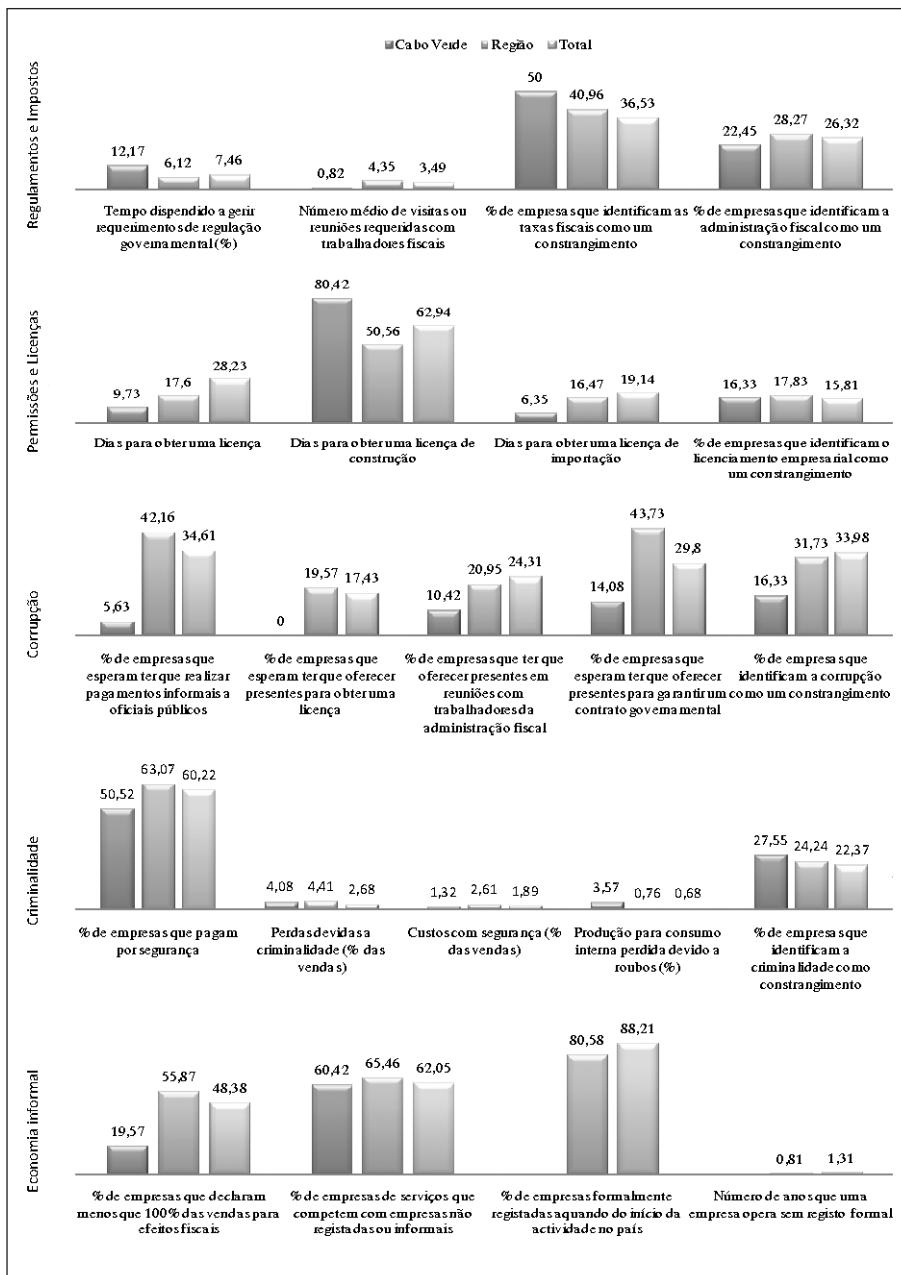 Cabo Verde Região Total
Regulamentos e Impostos
12,17 6,12 7,46
0,82 4,35 3,49
50 40,96 36,53
22,45 28,27 26,32
Tempo dispendido a gerir
requerimentos de regulação
governamental (%)
Número médio de visitas ou
reuniões requeridas com
trabalhadores fiscais
% de empresas que identificam as
taxas fiscais como um
constrangimento
% de empresas que identificam a
administração fiscal como um
constrangimento
Permissões e Licenças
9,73 17,6 28,23
80,42 50,56 62,94
6,35 16,47 19,14
16,33 17,83 15,81
Dias para obter uma licença
Dias para obter uma licença de
construção
Dias para obter uma licença de
importação
% de empresas que identificam o
licenciamento empresarial como
um constrangimento
Corrupção
5,63 42,16 34,61
0 19,57 17,43
10,42 20,95 24,31
14,08 43,73 29,8
16,33 31,73 33,98
% de empresas que
esperam ter que realizar
pagamentos informais a
oficiais públicos
% de empresas que
esperam ter que oferecer
presentes para obter uma
licença
% de empresas que ter que
oferecer presentes em
reuniões com
trabalhadores da
administração fiscal
% de empresas que
esperam ter que oferecer
presentes para garantir um
contrato governamental
% de empresas que
identificam a corrupção
como um constrangimento
Criminalidade
50,52 63,07 60,22
4,08 4,41 2,68
1,32 2,61 1,89
3,57 0,76 0,68
27,55 24,24 22,37
% de empresas que pagam
por segurança
Perdas devidas a
criminalidade (% das
vendas)
Custos com segurança (%
das vendas)
Produção para consumo
interna perdida devido a
roubos (%)
% de empresas que
identificam a
criminalidade como
constrangimento
Economia informal
19,57 55,87 48,38
60,42 65,46 62,05
80,58 88,21
0,81 1,31
% de empresas que declaram
menos que 100% das vendas para
efeitos fiscais
% de empresas de serviços que
competem com empresas não
registadas ou informais
% de empresas formalmente
registadas aquando do início da
actividade no país
Número de anos que uma
empresa opera sem registo formal